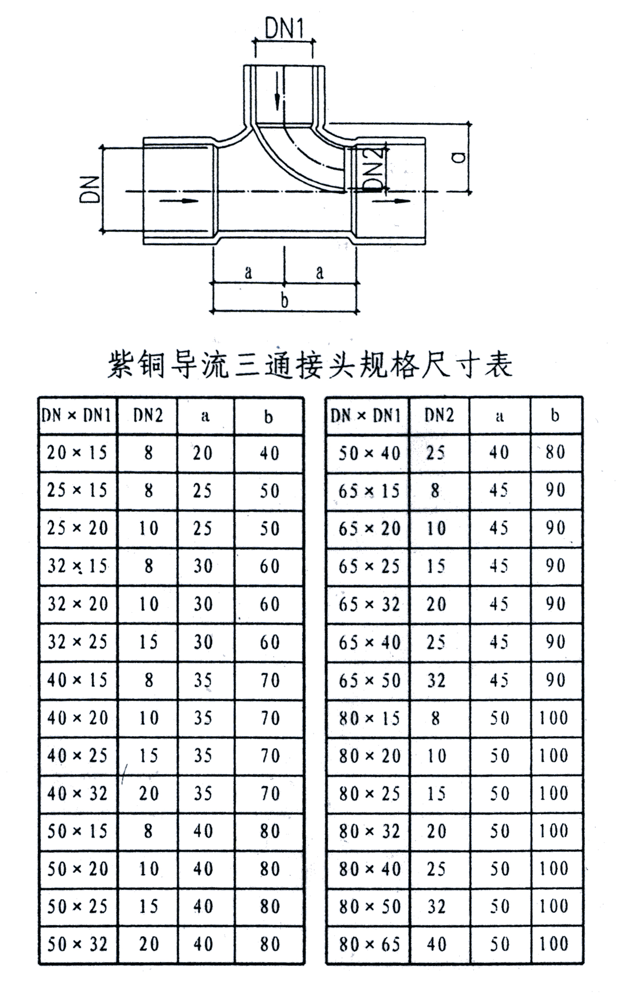 DN1
DN
DN2
a
a a
b
紫铜导流三通接头规格尺寸表
DN × DN1 DN2 a b
20 × 15 8 20 40
25 × 15 8 25 50
25 × 20 10 25 50
32 × 15 8 30 60
32 × 20 10 30 60
32 × 25 15 30 60
40 × 15 8 35 70
40 × 20 10 35 70
40 × 25 15 35 70
40 × 32 20 35 70
50 × 15 8 40 80
50 × 20 10 40 80
50 × 25 15 40 80
50 × 32 20 40 80
DN × DN1 DN2 a b
50 × 40 25 40 80
65 × 15 8 45 90
65 × 20 10 45 90
65 × 25 15 45 90
65 × 32 20 45 90
65 × 40 25 45 90
65 × 50 32 45 90
80 × 15 8 50 100
80 × 20 10 50 100
80 × 25 15 50 100
80 × 32 20 50 100
80 × 40 25 50 100
80 × 50 32 50 100
80 × 65 40 50 100